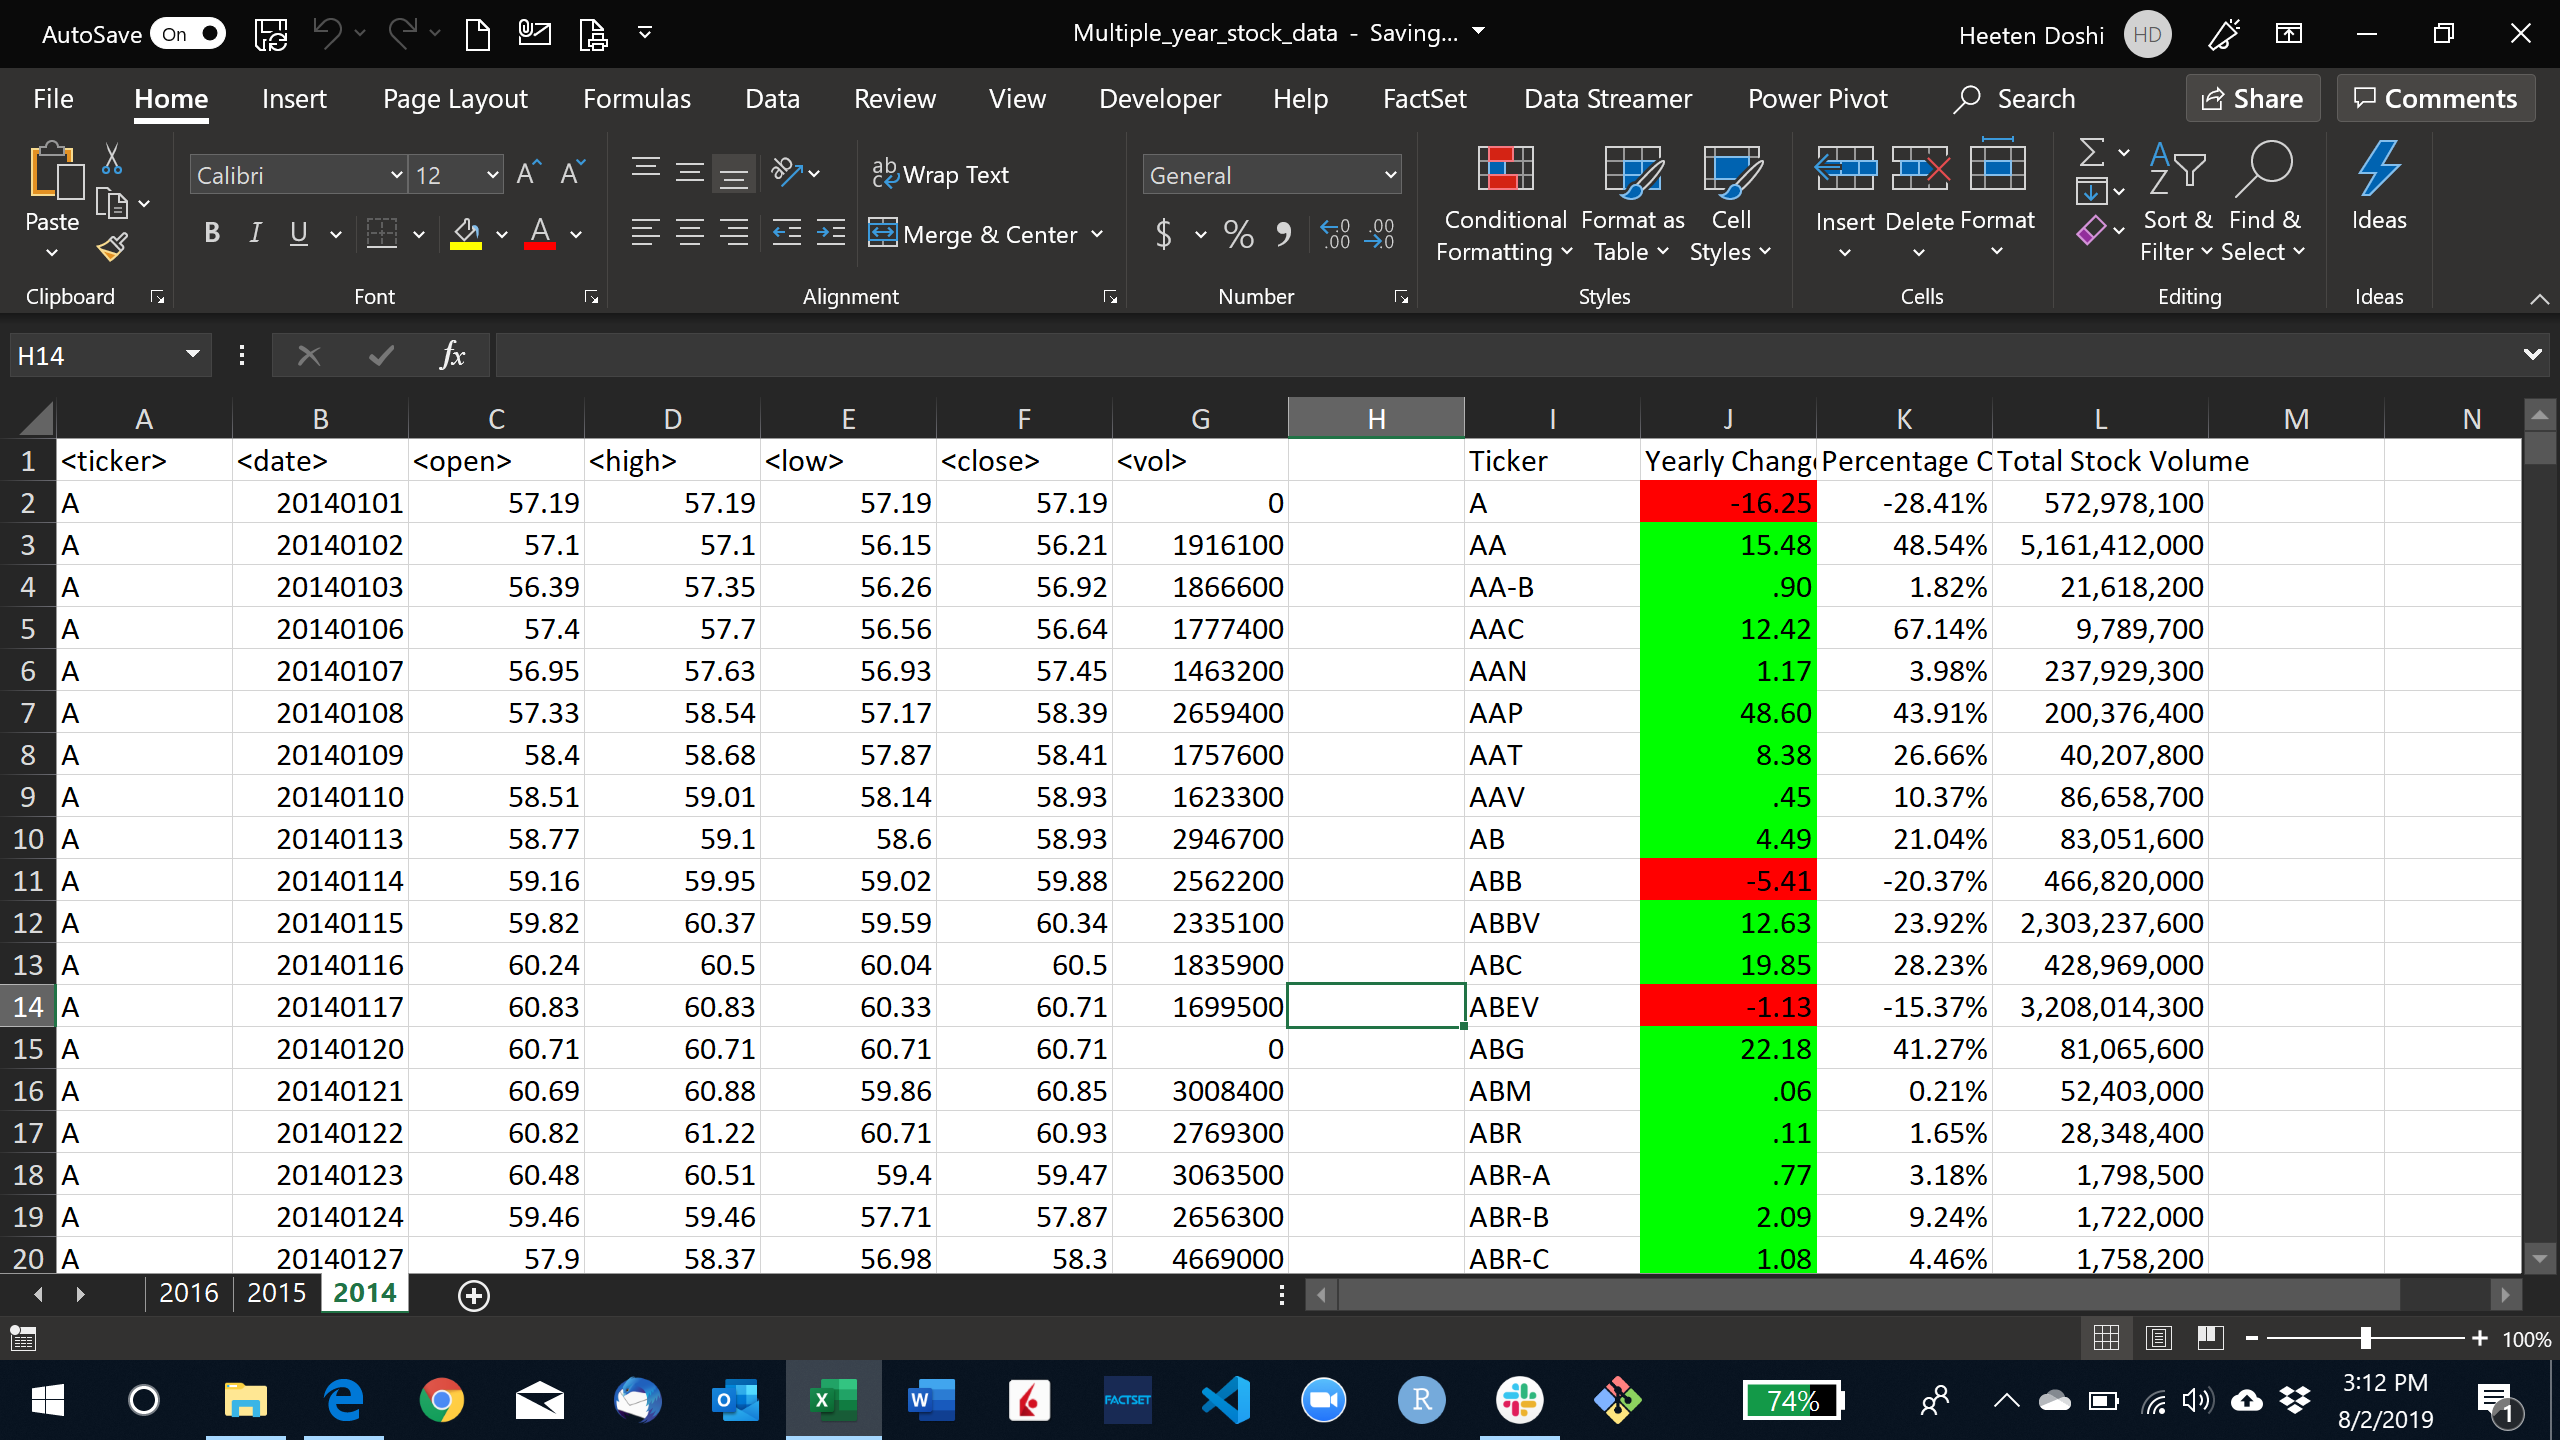 AutoSave On
Multiple_year_stock_data - Saving...
Heeten Doshi HD
File Home Insert Page Layout Formulas Data Review View Developer Help FactSet Data Streamer Power Pivot Search Share Comments
Paste
Clipboard
Calibri 12
B I U
Font
Wrap Text
Merge & Center
Alignment
General
$ % ,
Number
Conditional Formatting
Format as Table
Cell Styles
Styles
Insert Delete Format
Cells
Sort & Filter
Find & Select
Editing
Ideas
Ideas
H14 fx
A B C D E F G H I J K L M N
1 <ticker> <date> <open> <high> <low> <close> <vol> Ticker Yearly Change Percentage C Total Stock Volume
2 A 20140101 57.19 57.19 57.19 57.19 0 A -16.25 -28.41% 572,978,100
3 A 20140102 57.1 57.1 56.15 56.21 1916100 AA 15.48 48.54% 5,161,412,000
4 A 20140103 56.39 57.35 56.26 56.92 1866600 AA-B .90 1.82% 21,618,200
5 A 20140106 57.4 57.7 56.56 56.64 1777400 AAC 12.42 67.14% 9,789,700
6 A 20140107 56.95 57.63 56.93 57.45 1463200 AAN 1.17 3.98% 237,929,300
7 A 20140108 57.33 58.54 57.17 58.39 2659400 AAP 48.60 43.91% 200,376,400
8 A 20140109 58.4 58.68 57.87 58.41 1757600 AAT 8.38 26.66% 40,207,800
9 A 20140110 58.51 59.01 58.14 58.93 1623300 AAV .45 10.37% 86,658,700
10 A 20140113 58.77 59.1 58.6 58.93 2946700 AB 4.49 21.04% 83,051,600
11 A 20140114 59.16 59.95 59.02 59.88 2562200 ABB -5.41 -20.37% 466,820,000
12 A 20140115 59.82 60.37 59.59 60.34 2335100 ABBV 12.63 23.92% 2,303,237,600
13 A 20140116 60.24 60.5 60.04 60.5 1835900 ABC 19.85 28.23% 428,969,000
14 A 20140117 60.83 60.83 60.33 60.71 1699500 ABEV -1.13 -15.37% 3,208,014,300
15 A 20140120 60.71 60.71 60.71 60.71 0 ABG 22.18 41.27% 81,065,600
16 A 20140121 60.69 60.88 59.86 60.85 3008400 ABM .06 0.21% 52,403,000
17 A 20140122 60.82 61.22 60.71 60.93 2769300 ABR .11 1.65% 28,348,400
18 A 20140123 60.48 60.51 59.4 59.47 3063500 ABR-A .77 3.18% 1,798,500
19 A 20140124 59.46 59.46 57.71 57.87 2656300 ABR-B 2.09 9.24% 1,722,000
20 A 20140127 57.9 58.37 56.98 58.3 4669000 ABR-C 1.08 4.46% 1,758,200
2016 2015 2014
100%
FACTSET
74%
3:12 PM
8/2/2019
1